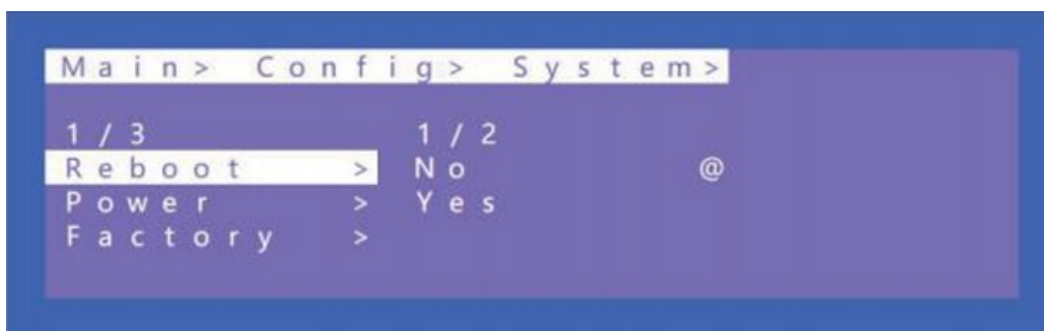 Main> Config> System>
1/3 1/2
Reboot > No @
Power > Yes
Factory >